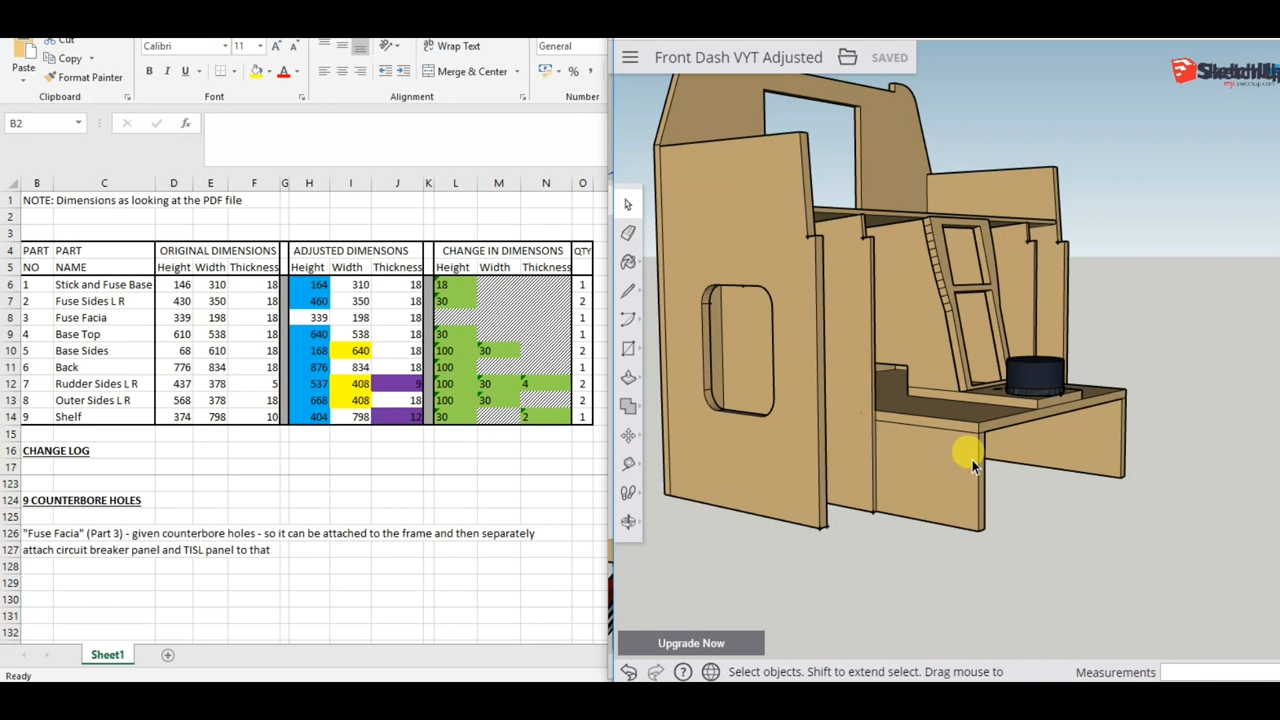 Cut
Calibri 11 A A Wrap Text General
Paste Copy
Format Painter B I U A Merge & Center %
Clipboard Font Alignment Number
B2 fx
B C D E F G H I J K L M N O
1 NOTE: Dimensions as looking at the PDF file
2
3
4 PART PART ORIGINAL DIMENSIONS ADJUSTED DIMENSONS CHANGE IN DIMENSONS QTY
5 NO NAME Height Width Thickness Height Width Thickness Height Width Thickness
6 1 Stick and Fuse Base 146 310 18 164 310 18 18 1
7 2 Fuse Sides L R 430 350 18 460 350 18 30 2
8 3 Fuse Facia 339 198 18 339 198 18 1
9 4 Base Top 610 538 18 640 538 18 30 1
10 5 Base Sides 68 610 18 168 640 18 100 30 2
11 6 Back 776 834 18 876 834 18 100 1
12 7 Rudder Sides L R 437 378 5 537 408 9 100 30 4 2
13 8 Outer Sides L R 568 378 18 668 408 18 100 30 2
14 9 Shelf 374 798 10 404 798 12 30 2 1
15
16 CHANGE LOG
17
123
124 9 COUNTERBORE HOLES
125
126 "Fuse Facia" (Part 3) - given counterbore holes - so it can be attached to the frame and then separately
127 attach circuit breaker panel and TISL panel to that
128
129
130
131
132
Sheet1
Ready
Front Dash VYT Adjusted SAVED
SketchUp
Upgrade Now
Select objects. Shift to extend select. Drag mouse to Measurements